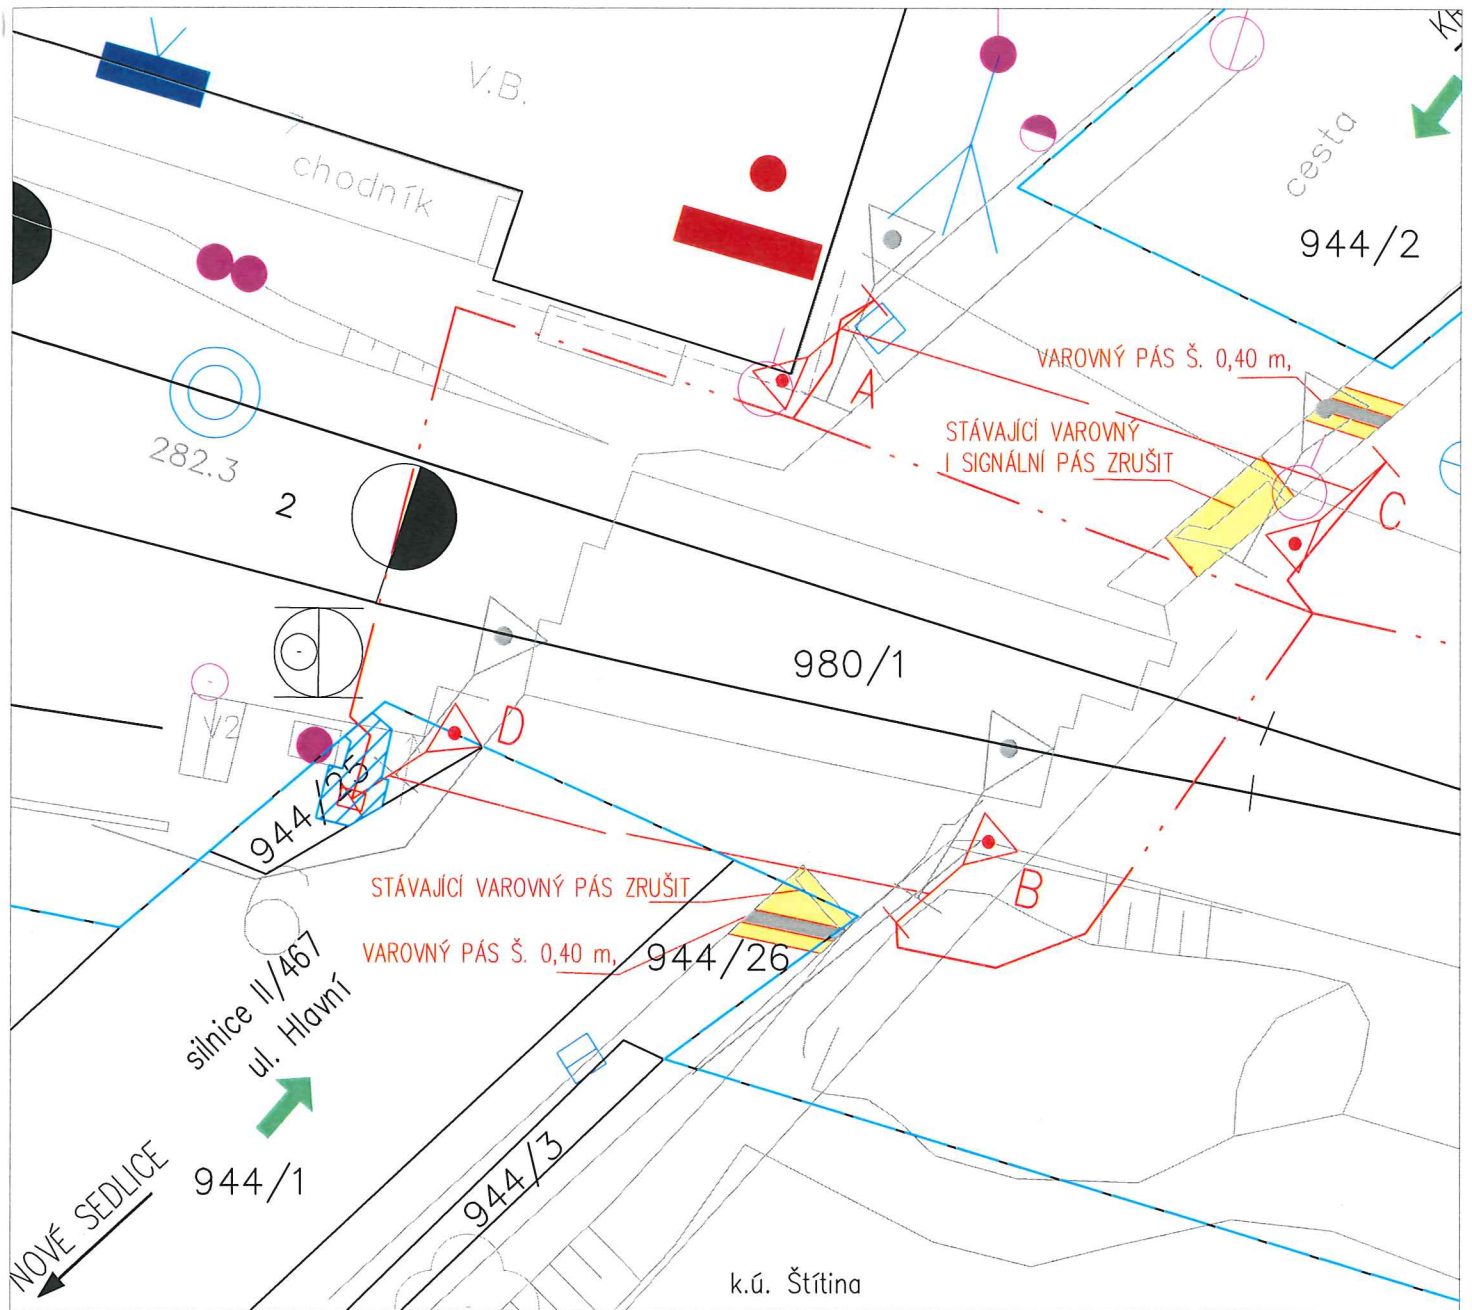 V.B.
chodník
cesta
944/2
VAROVNÝ PÁS Š. 0,40 m,
A
STÁVAJÍCÍ VAROVNÝ
I SIGNÁLNÍ PÁS ZRUŠIT
C
282.3
2
980/1
V2
D
944/25
STÁVAJÍCÍ VAROVNÝ PÁS ZRUŠIT
B
VAROVNÝ PÁS Š. 0,40 m,
944/26
silnice II/467
ul. Hlavní
944/1
944/3
NOVÉ SEDLICE
k.ú. Štítina